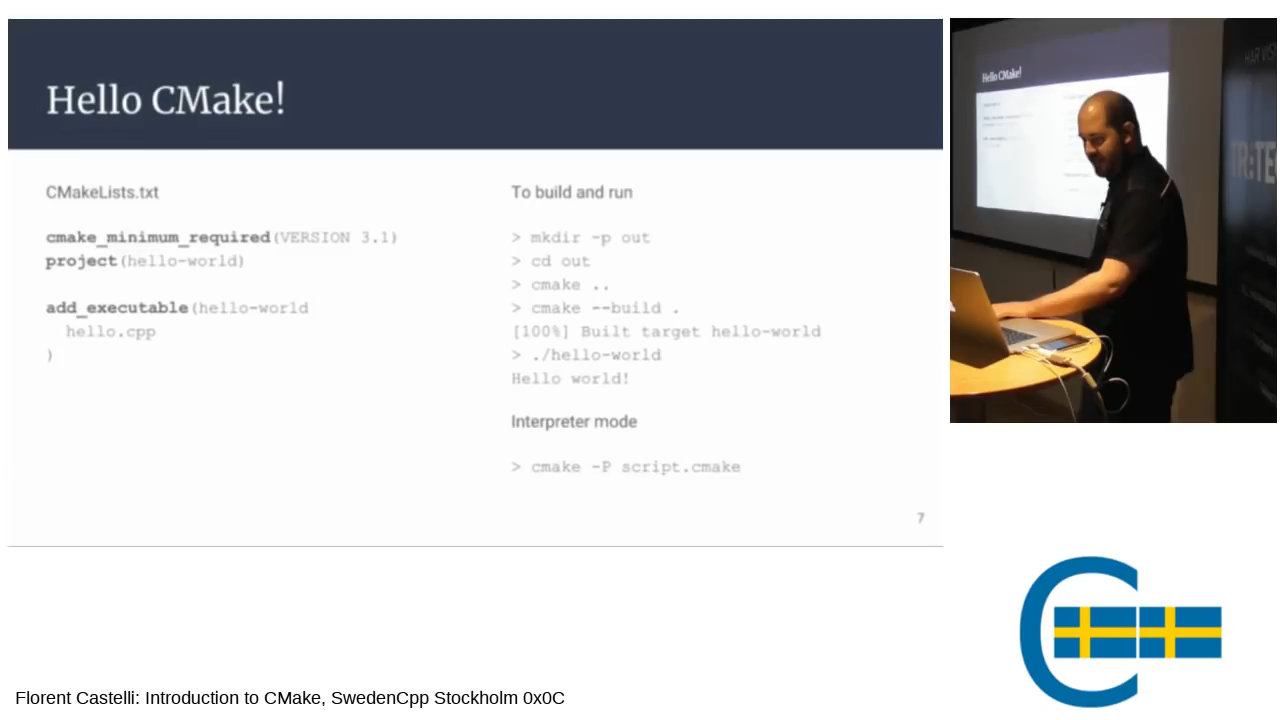 Hello CMake!
CMakeLists.txt
cmake_minimum_required(VERSION 3.1)
project(hello-world)
add_executable(hello-world
hello.cpp
)
To build and run
> mkdir -p out
> cd out
> cmake ..
> cmake --build .
[100%] Built target hello-world
> ./hello-world
Hello world!
Interpreter mode
> cmake -P script.cmake
7
Hello CMake!
Florent Castelli: Introduction to CMake, SwedenCpp Stockholm 0x0C